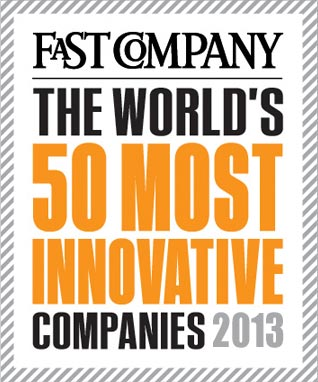 FAST COMPANY
THE WORLD'S
50 MOST
INNOVATIVE
COMPANIES 2013